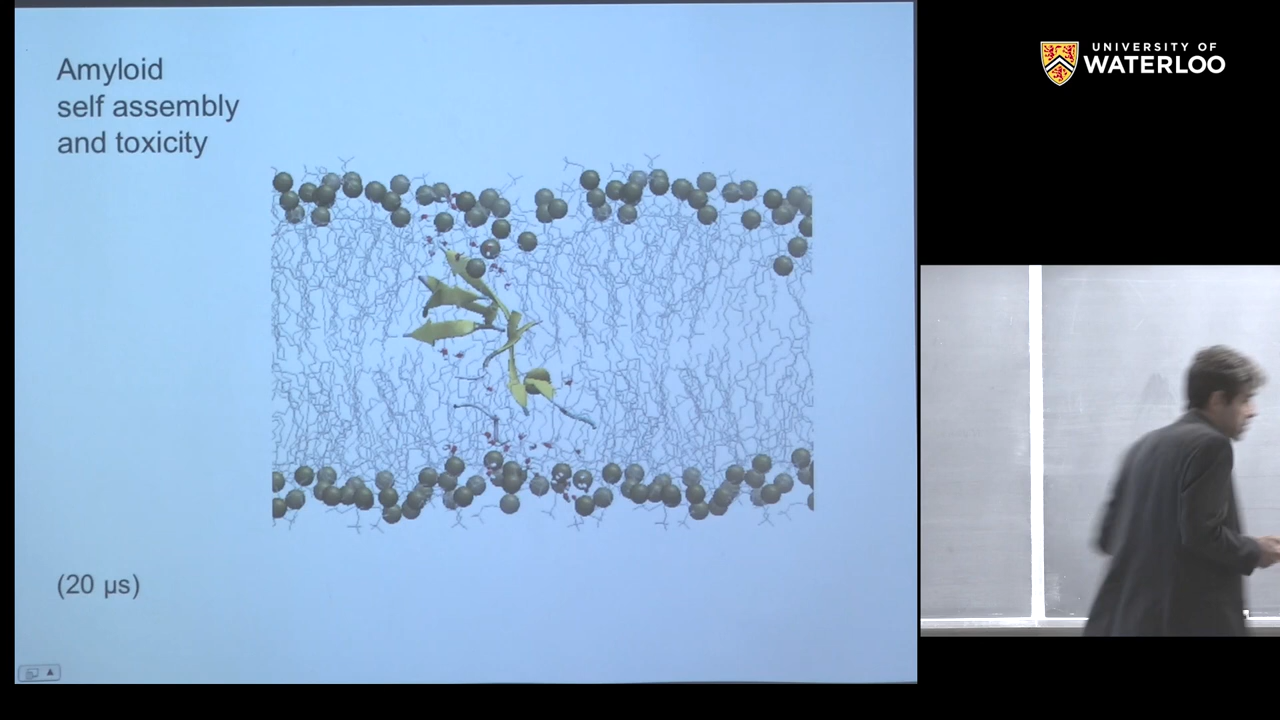 Amyloid
self assembly
and toxicity
(20 µs)
UNIVERSITY OF
WATERLOO